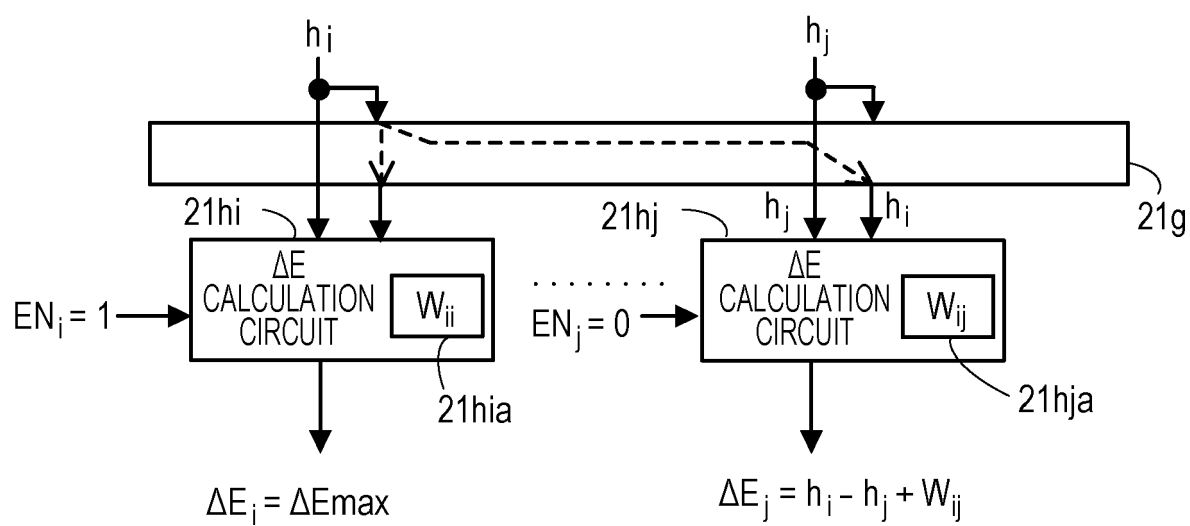 h_i h_j
21g
21hi 21hj h_j h_i
ΔE CALCULATION CIRCUIT W_ii
ΔE CALCULATION CIRCUIT W_ij
EN_i = 1
........
EN_j = 0
21hia 21hja
ΔE_i = ΔEmax
ΔE_j = h_i – h_j + W_ij